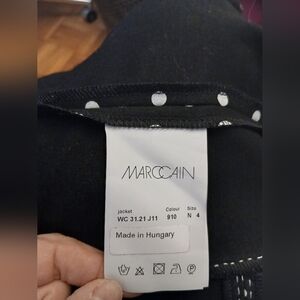 MARCCAIN
jacket Colour Size
WC 31.21 J11 910 N 4
Made in Hungary